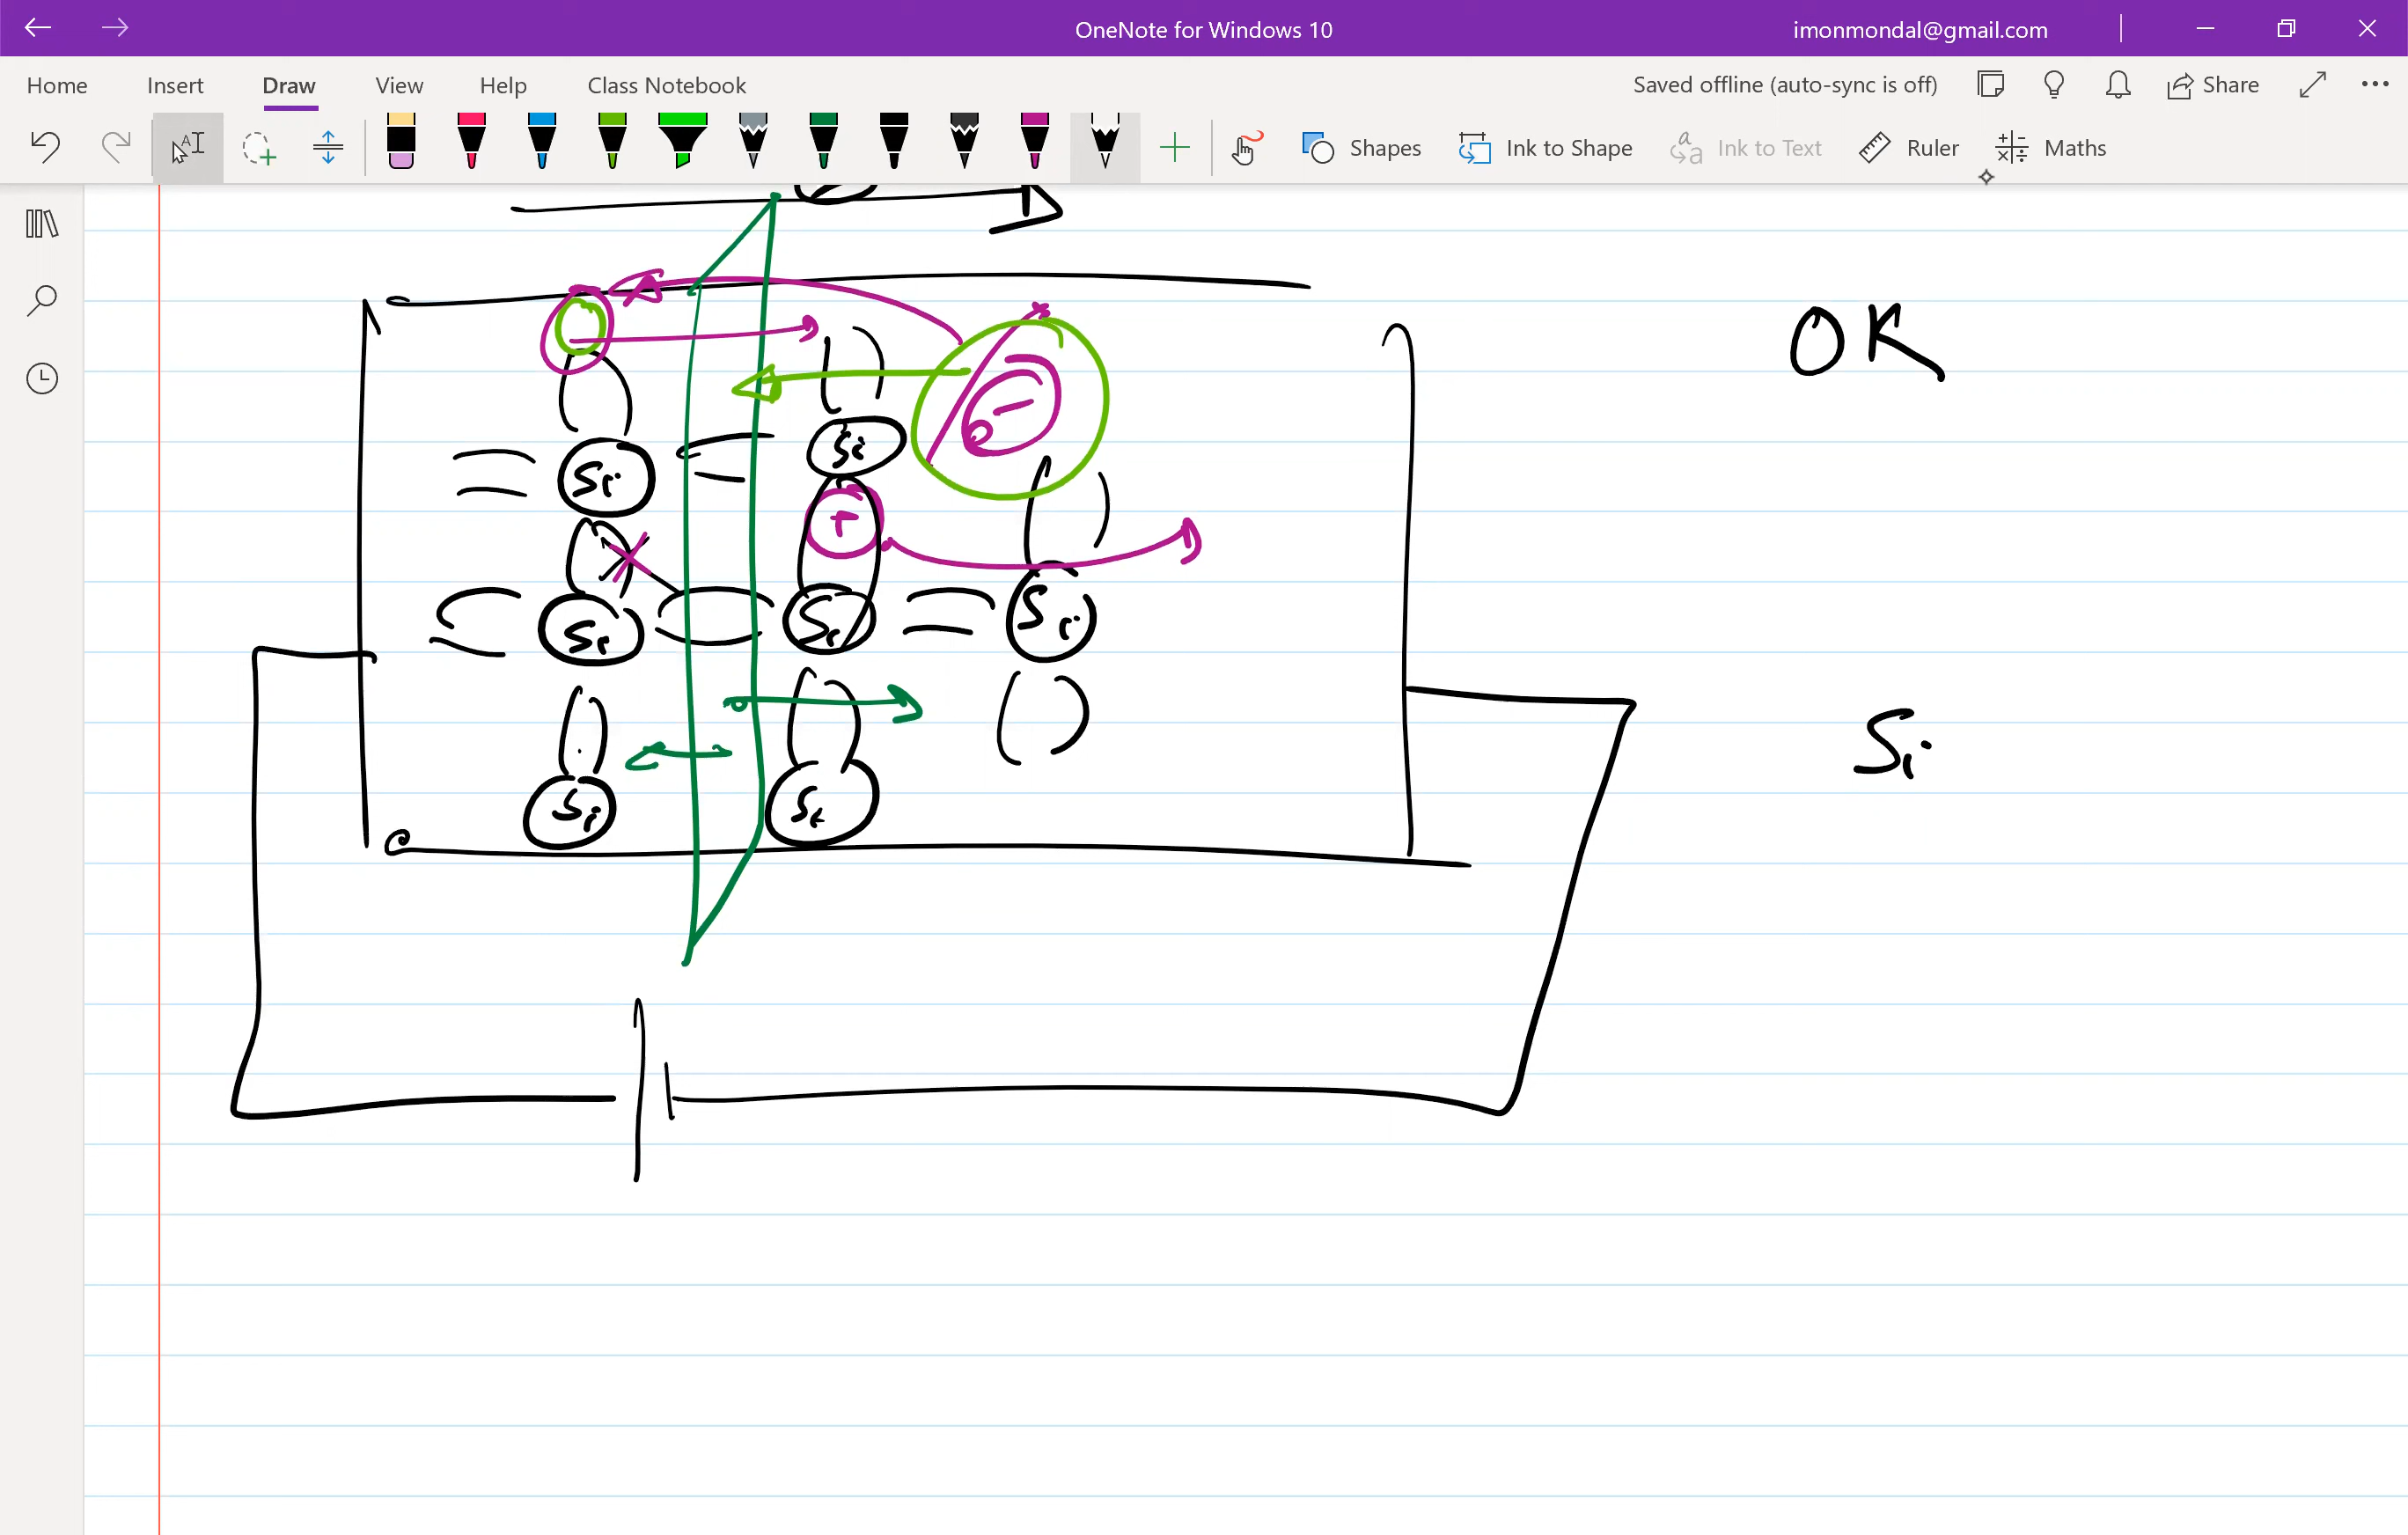 OneNote for Windows 10 imonmondal@gmail.com
Home Insert Draw View Help Class Notebook Saved offline (auto-sync is off) Share
Shapes Ink to Shape Ink to Text Ruler Maths
OK
-
Si Si
+
Si Si Si
Si
Si Si